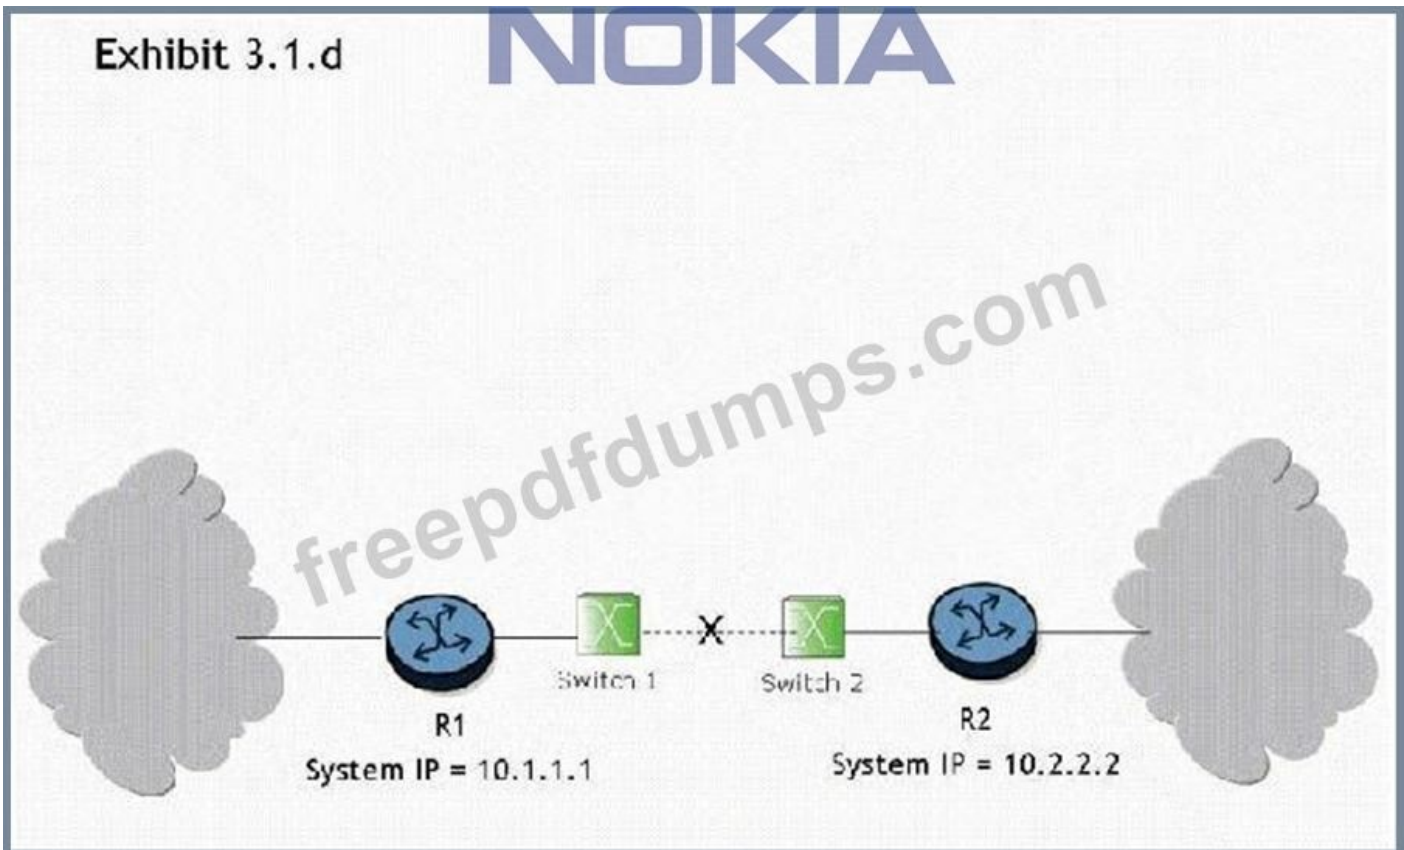 NOKIA
Exhibit 3.1.d
freepdfdumps.com
X
Switch 1
Switch 2
R1
R2
System IP = 10.1.1.1
System IP = 10.2.2.2